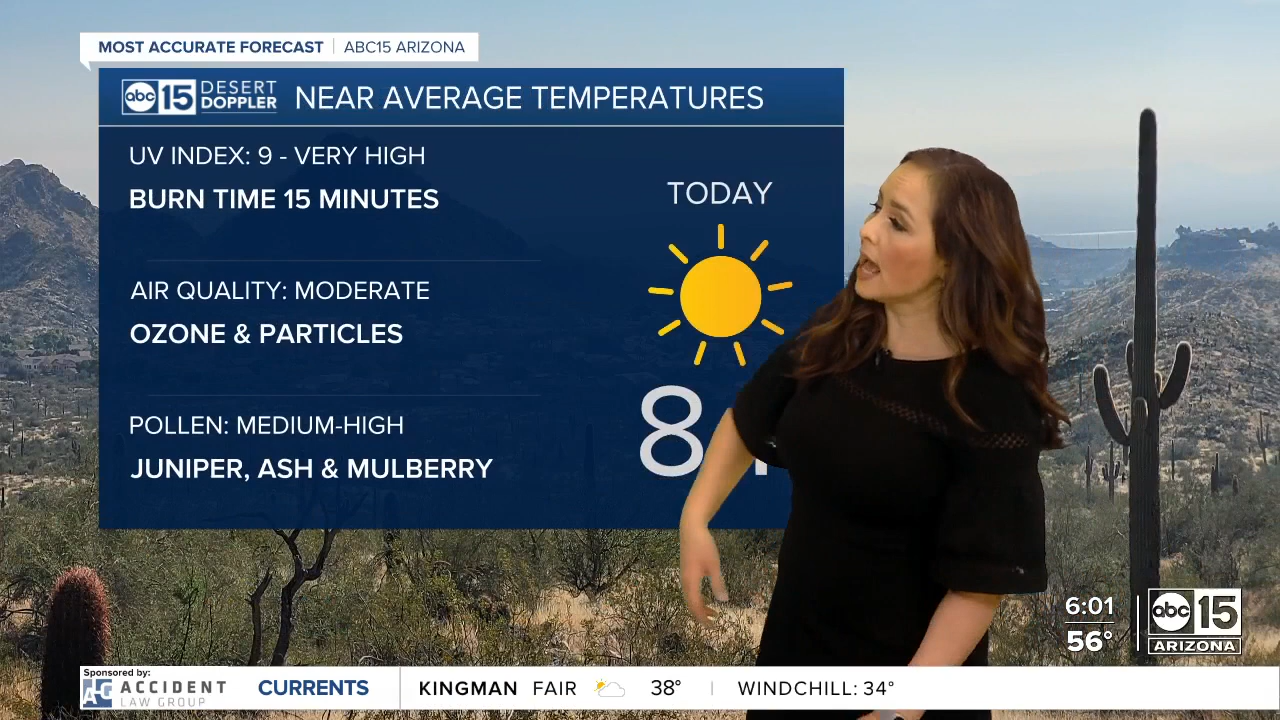 MOST ACCURATE FORECAST | ABC15 ARIZONA
abc 15 DESERT DOPPLER NEAR AVERAGE TEMPERATURES
UV INDEX: 9 - VERY HIGH
BURN TIME 15 MINUTES
TODAY
AIR QUALITY: MODERATE
OZONE & PARTICLES
POLLEN: MEDIUM-HIGH
JUNIPER, ASH & MULBERRY
6:01
56°
abc 15
ARIZONA
Sponsored by:
AG ACCIDENT
LAW GROUP
CURRENTS
KINGMAN FAIR 38° | WINDCHILL: 34°